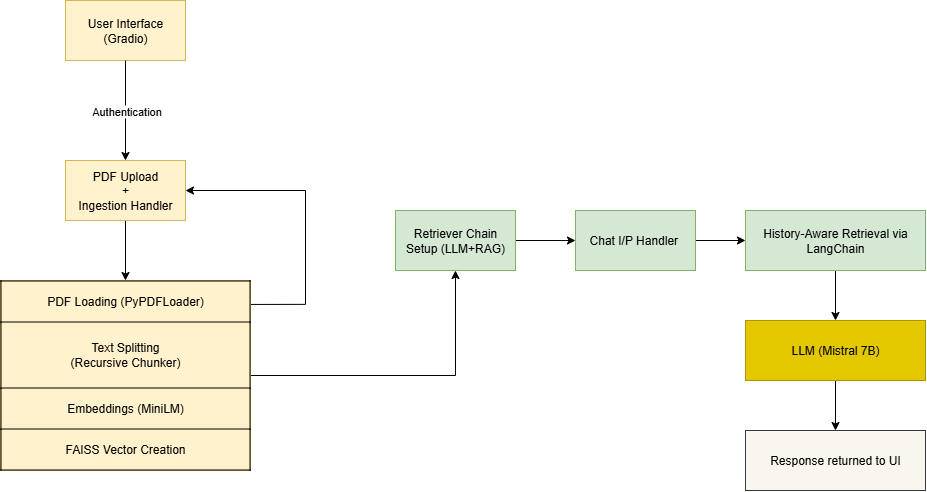 User Interface
(Gradio)
Authentication
PDF Upload
+
Ingestion Handler
PDF Loading (PyPDFLoader)
Text Splitting
(Recursive Chunker)
Embeddings (MiniLM)
FAISS Vector Creation
Retriever Chain
Setup (LLM+RAG)
Chat I/P Handler
History-Aware Retrieval via
LangChain
LLM (Mistral 7B)
Response returned to UI